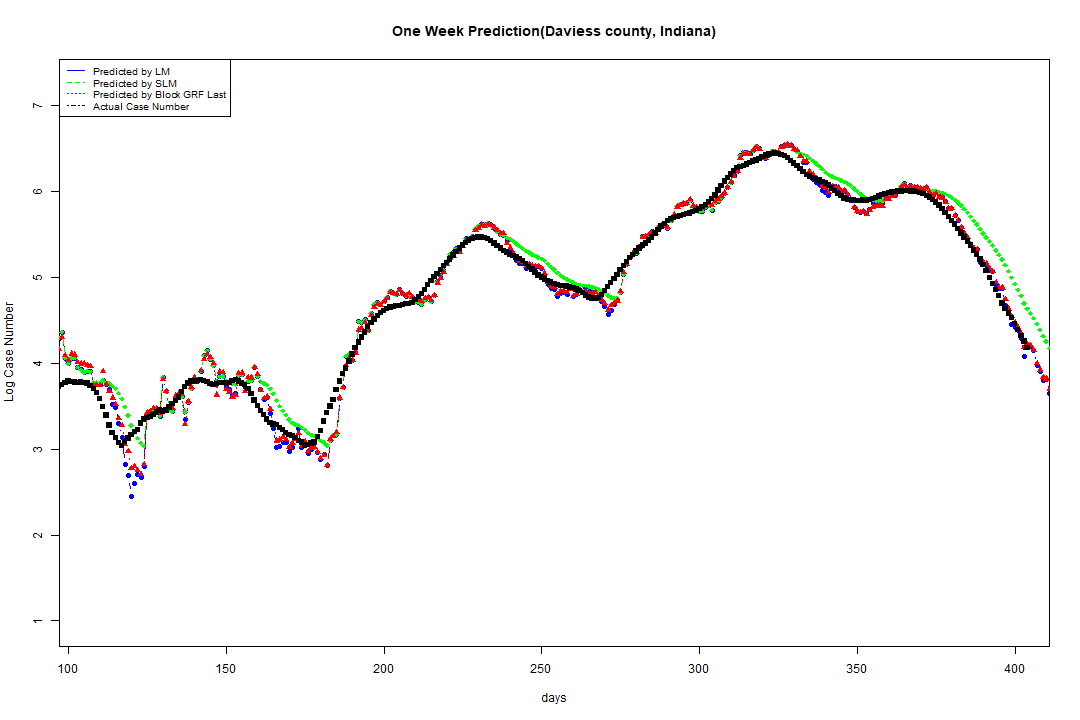 One Week Prediction(Daviess county, Indiana)
Predicted by LM
Predicted by SLM
Predicted by Block GRF Last
Actual Case Number
7
6
5
4
3
2
1
Log Case Number
100 150 200 250 300 350 400
days